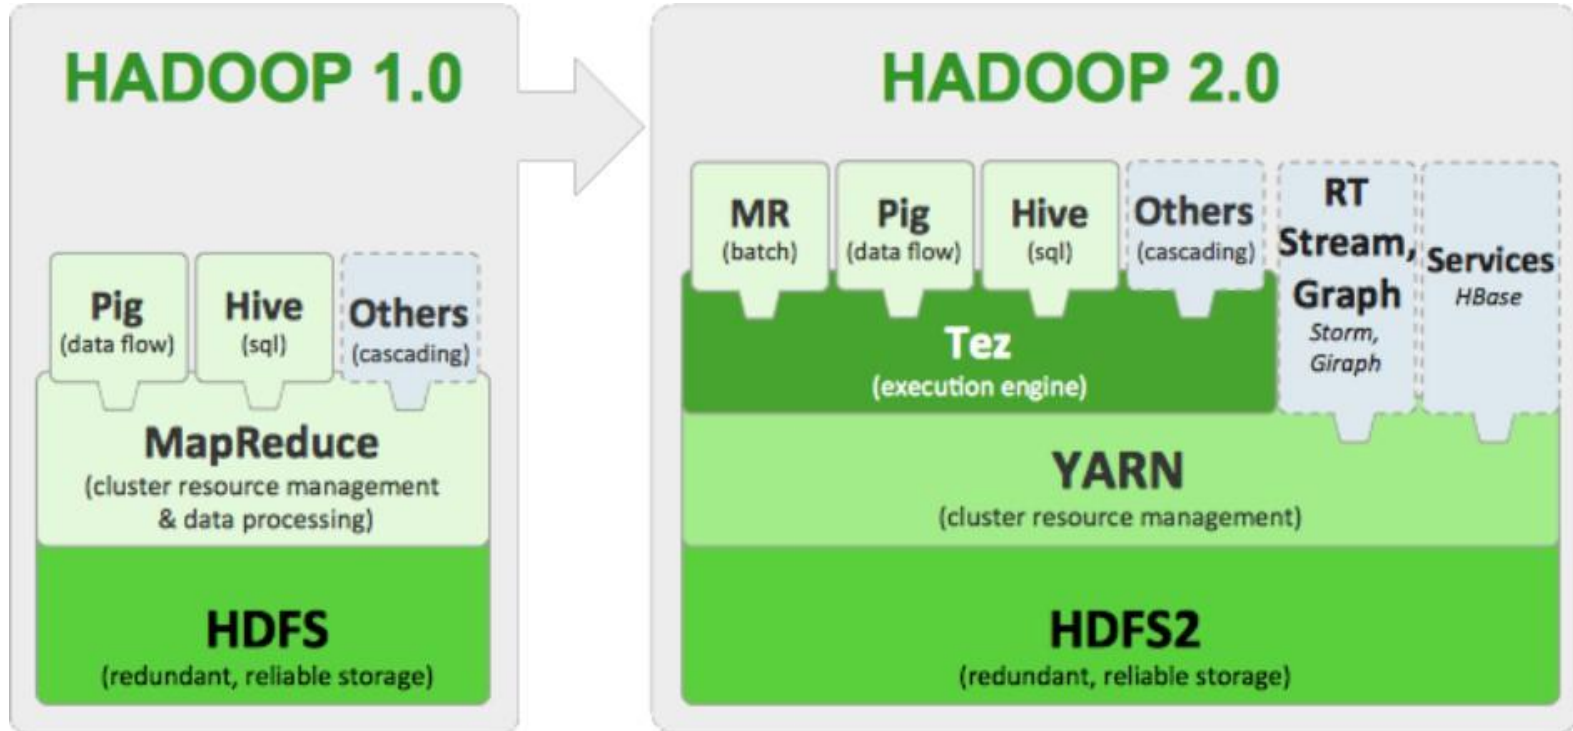 HADOOP 1.0
Pig
(data flow)
Hive
(sql)
Others
(cascading)
MapReduce
(cluster resource management
& data processing)
HDFS
(redundant, reliable storage)
HADOOP 2.0
MR
(batch)
Pig
(data flow)
Hive
(sql)
Others
(cascading)
RT
Stream,
Graph
Storm,
Giraph
Services
HBase
Tez
(execution engine)
YARN
(cluster resource management)
HDFS2
(redundant, reliable storage)